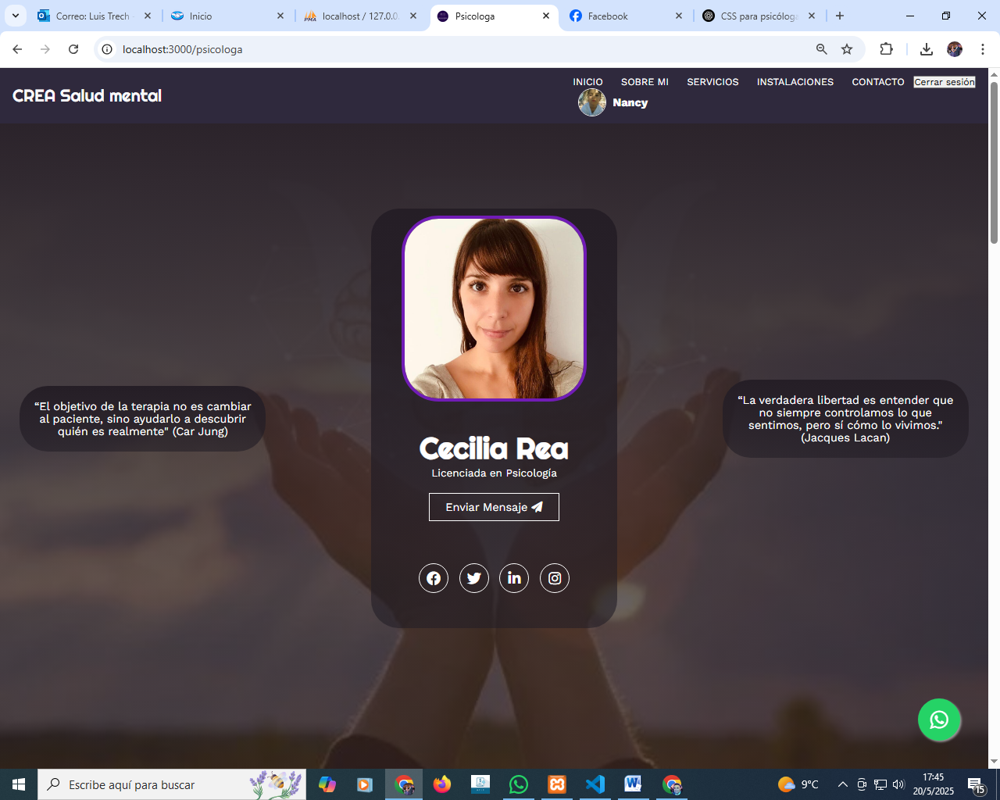 Correo: Luis Trech
Inicio
localhost / 127.0.0.
Psicologa
Facebook
CSS para psicóloga
localhost:3000/psicologa
CREA Salud mental
INICIO
SOBRE MI
SERVICIOS
INSTALACIONES
CONTACTO
Cerrar sesión
Nancy
“El objetivo de la terapia no es cambiar
al paciente, sino ayudarlo a descubrir
quién es realmente" (Car Jung)
Cecilia Rea
Licenciada en Psicología
Enviar Mensaje
“La verdadera libertad es entender que
no siempre controlamos lo que
sentimos, pero sí cómo lo vivimos."
(Jacques Lacan)
Escribe aquí para buscar
9°C
17:45
20/5/2025
15